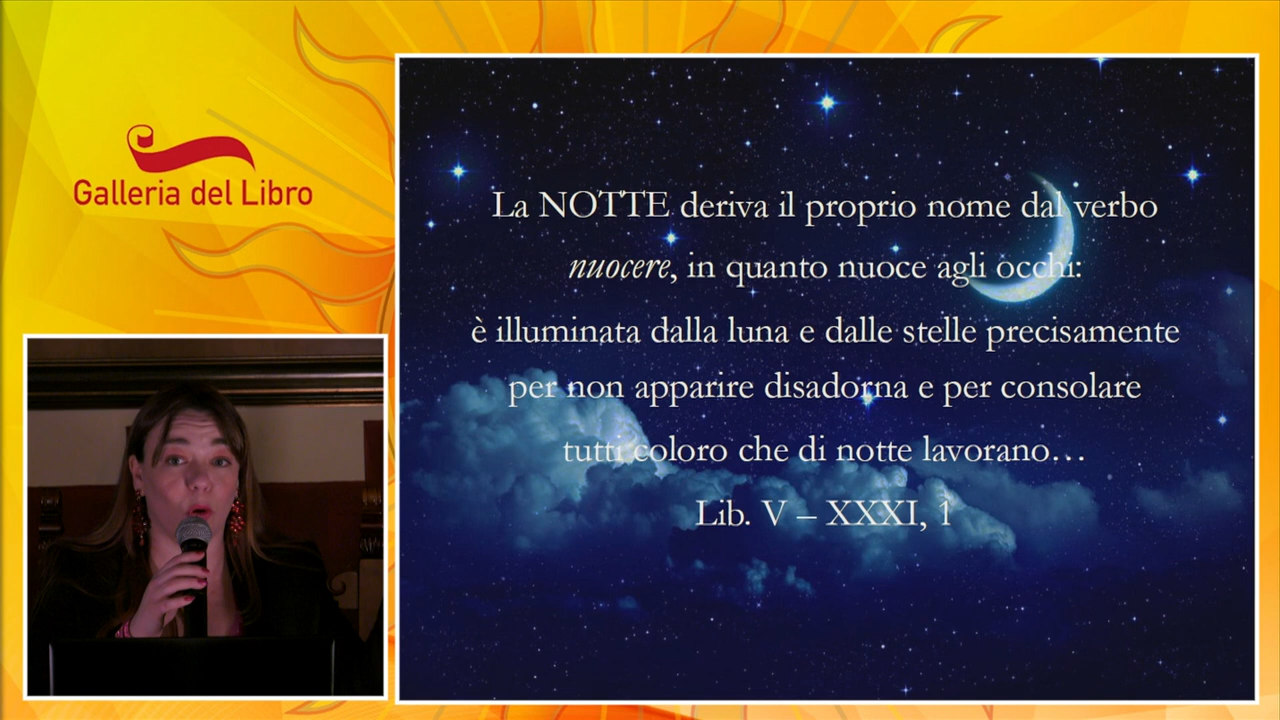 Galleria del Libro
La NOTTE deriva il proprio nome dal verbo
nuocere, in quanto nuoce agli occhi:
è illuminata dalla luna e dalle stelle precisamente
per non apparire disadorna e per consolare
tutti coloro che di notte lavorano…
Lib. V – XXXI, 1